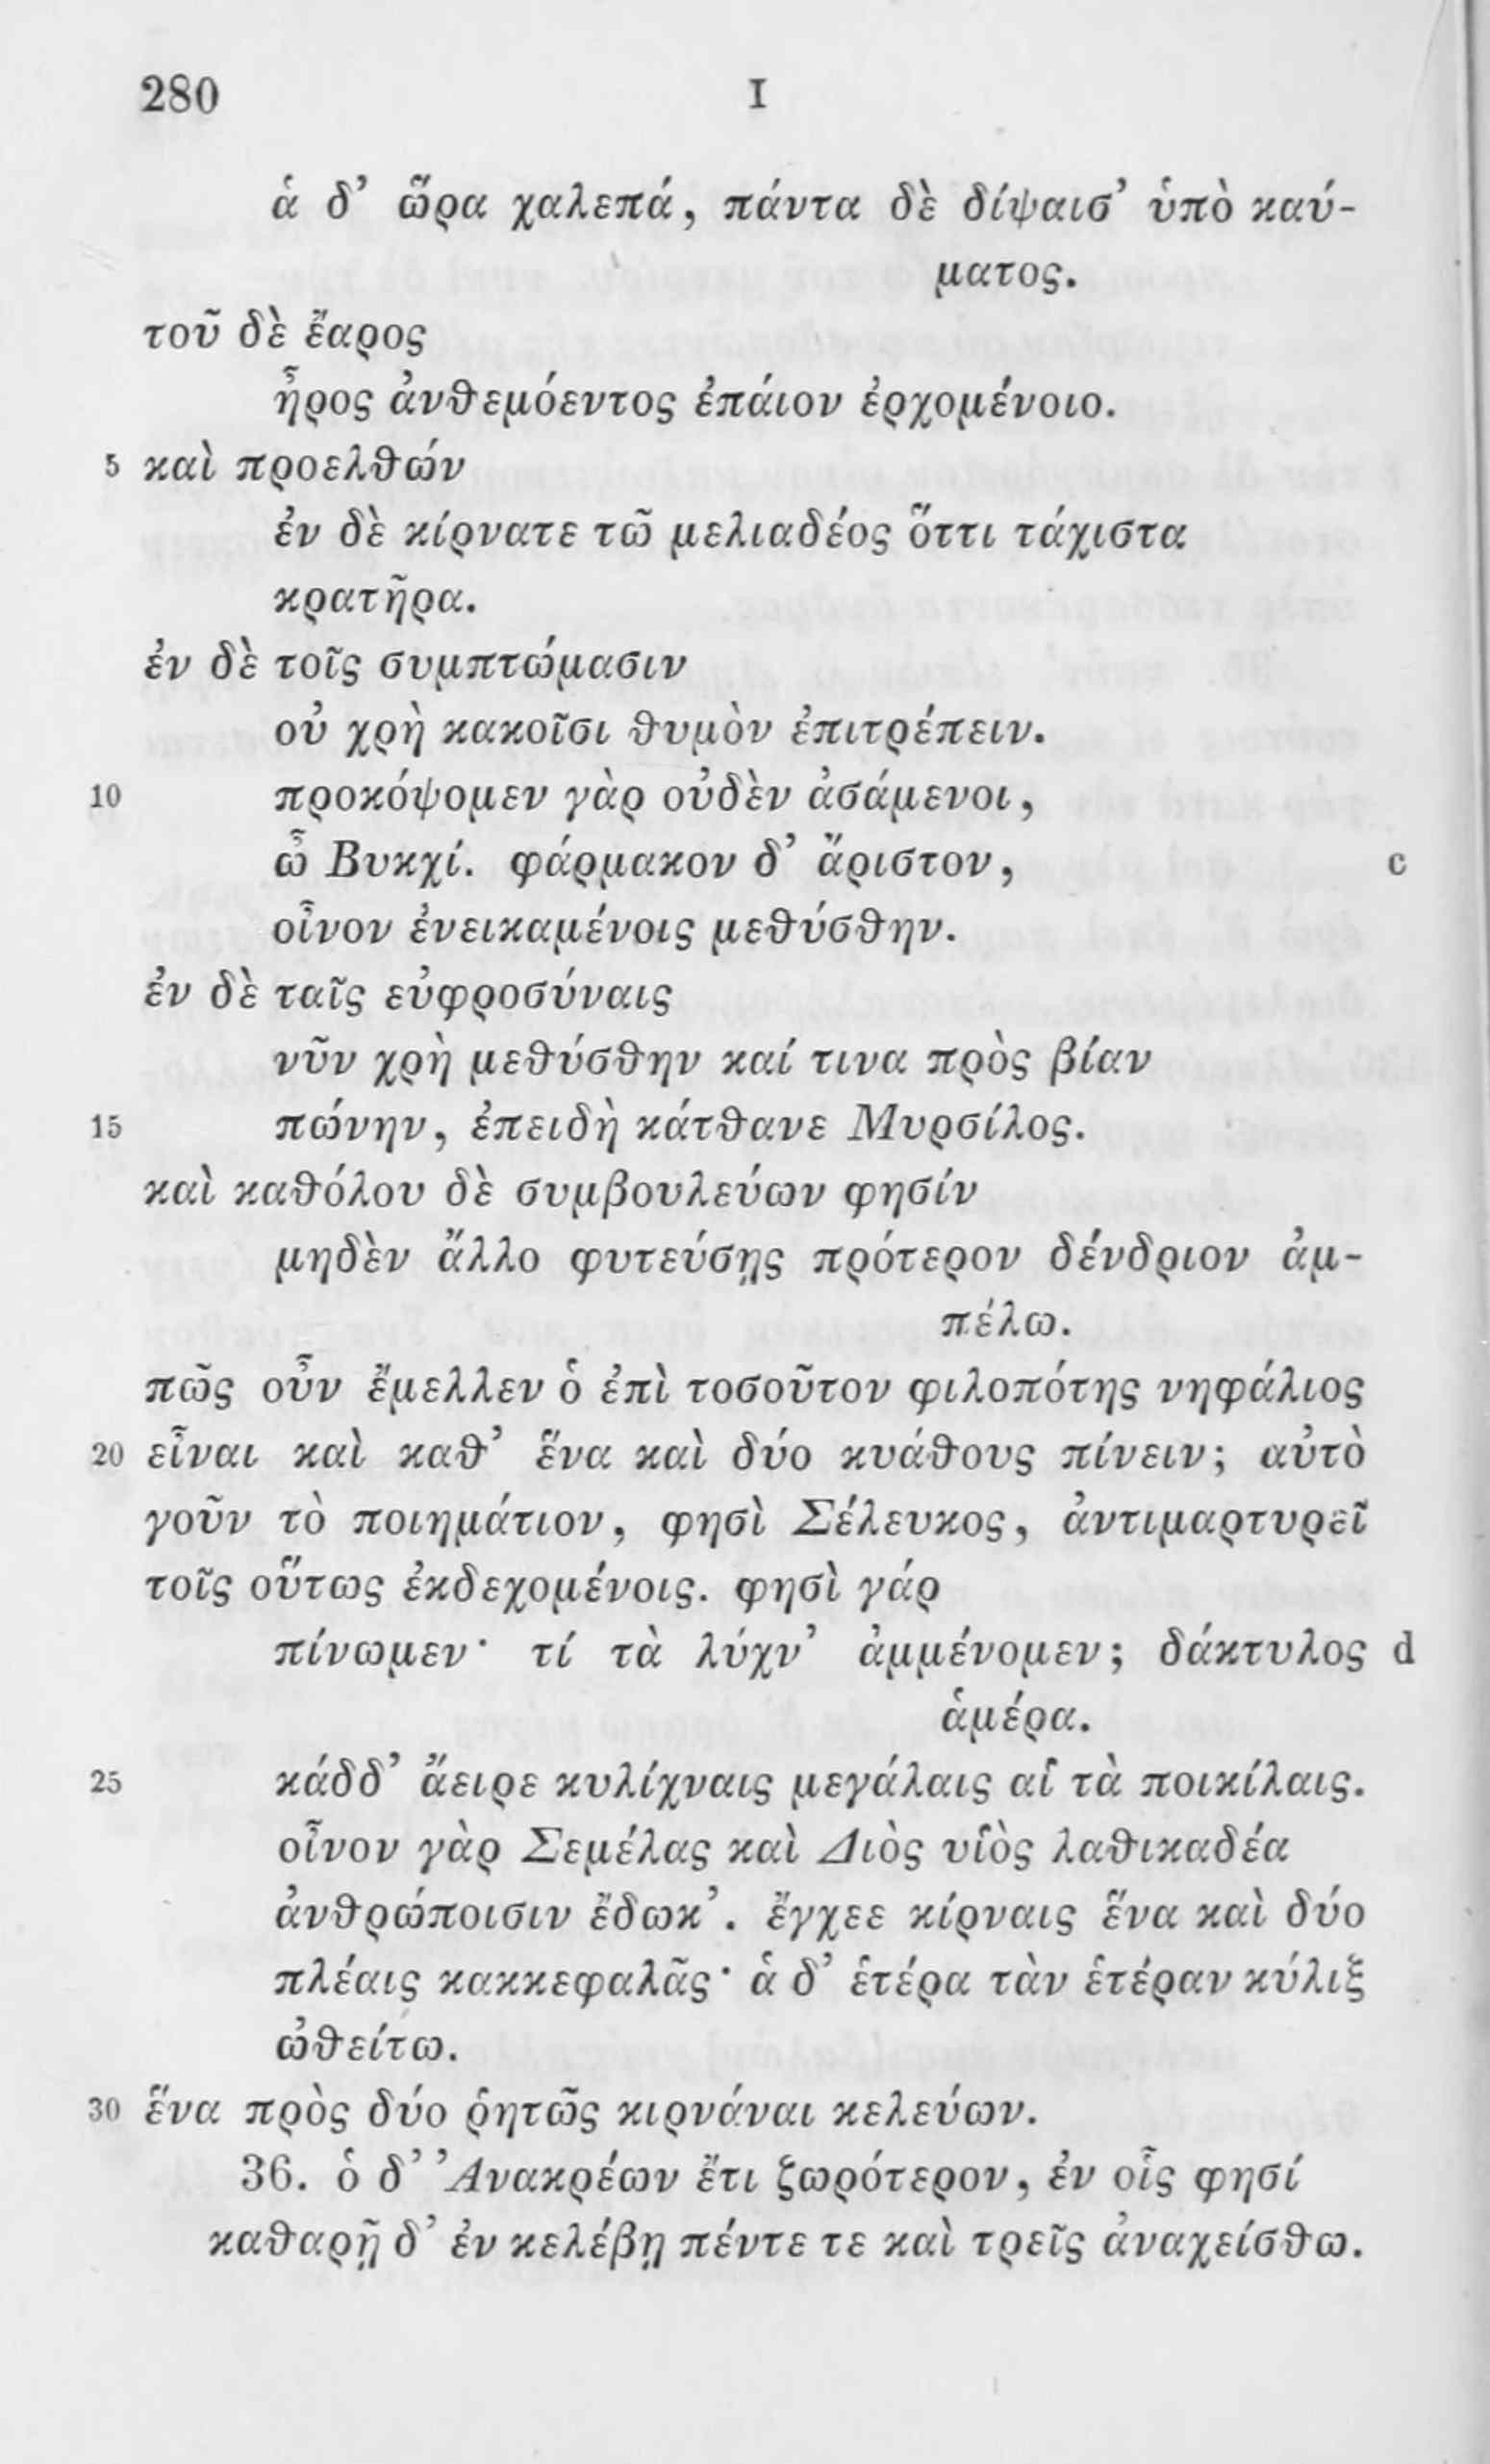 280 I
ἁ δ’ ὥρα χαλεπά, πάντα δὲ δίψαισ’ ὑπὸ καύ-
ματος.
τοῦ δὲ ἔαρος
ἦρος ἀνθεμόεντος ἐπάιον ἐρχομένοιο.
5 καὶ προελθών
ἐν δὲ κίρνατε τῶ μελιαδέος ὅττι τάχιστα
κρατῆρα.
ἐν δὲ τοῖς συμπτώμασιν
οὐ χρὴ κακοῖσι θυμὸν ἐπιτρέπειν.
10 προκόψομεν γὰρ οὐδὲν ἀσάμενοι,
ὦ Βυκχί. φάρμακον δ’ ἄριστον, c
οἶνον ἐνεικαμένοις μεθύσθην.
ἐν δὲ ταῖς εὐφροσύναις
νῦν χρὴ μεθύσθην καί τινα πρὸς βίαν
15 πώνην, ἐπειδὴ κάτθανε Μυρσίλος.
καὶ καθόλου δὲ συμβουλεύων φησίν
μηδὲν ἄλλο φυτεύσῃς πρότερον δένδριον ἀμ-
πέλω.
πῶς οὖν ἔμελλεν ὁ ἐπὶ τοσοῦτον φιλοπότης νηφάλιος
20 εἶναι καὶ καθ’ ἕνα καὶ δύο κυάθους πίνειν; αὐτὸ
γοῦν τὸ ποιημάτιον, φησὶ Σέλευκος, ἀντιμαρτυρεῖ
τοῖς οὕτως ἐκδεχομένοις. φησὶ γάρ
πίνωμεν· τί τὰ λύχν’ ἀμμένομεν; δάκτυλος d
ἁμέρα.
25 κάδδ’ ἄειρε κυλίχναις μεγάλαις αἲ τὰ ποικίλαις.
οἶνον γὰρ Σεμέλας καὶ Διὸς υἱὸς λαθικαδέα
ἀνθρώποισιν ἔδωκ’. ἔγχεε κίρναις ἕνα καὶ δύο
πλέαις κακκεφαλᾶς· ἁ δ’ ἑτέρα τὰν ἑτέραν κύλιξ
ὠθείτω.
30 ἕνα πρὸς δύο ῥητῶς κιρνάναι κελεύων.
36. ὁ δ’ Ἀνακρέων ἔτι ζωρότερον, ἐν οἷς φησί
καθαρῇ δ’ ἐν κελέβῃ πέντε τε καὶ τρεῖς ἀναχείσθω.